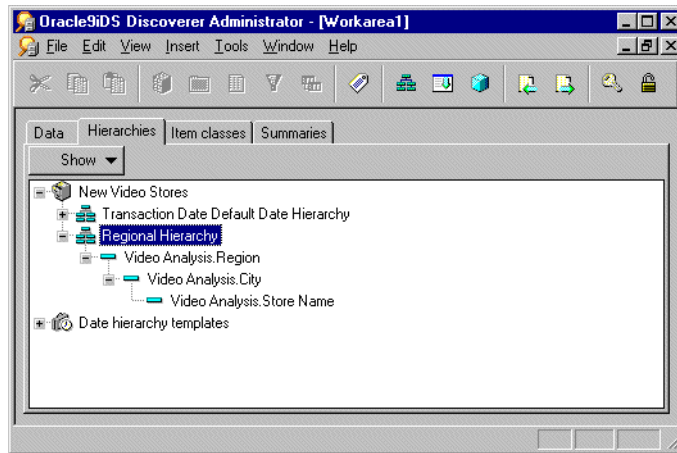 Oracle9iDS Discoverer Administrator - [Workarea1]
File Edit View Insert Tools Window Help
Data Hierarchies Item classes Summaries
Show
New Video Stores
Transaction Date Default Date Hierarchy
Regional Hierarchy
Video Analysis.Region
Video Analysis.City
Video Analysis.Store Name
Date hierarchy templates